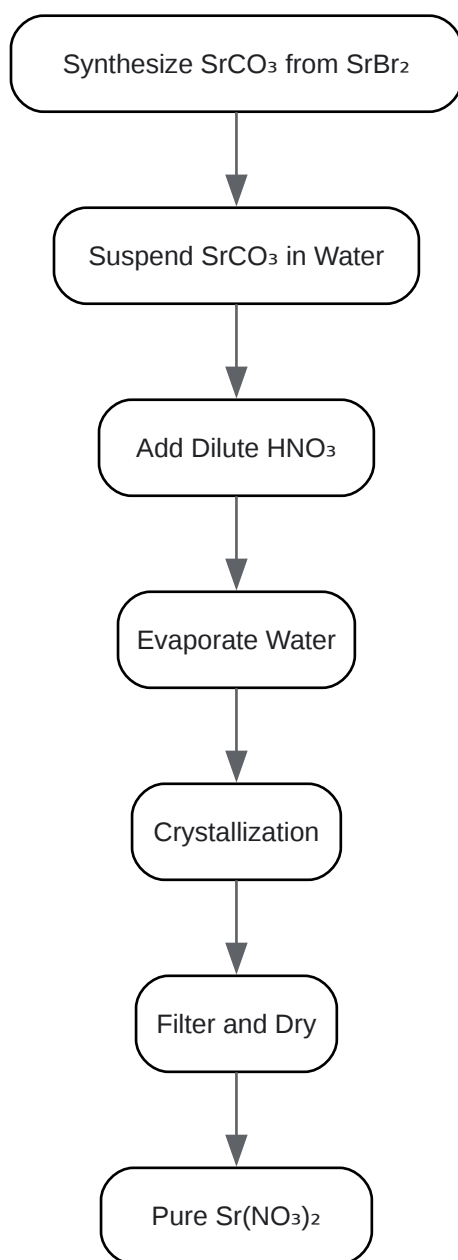 Synthesize SrCO₃ from SrBr₂
Suspend SrCO₃ in Water
Add Dilute HNO₃
Evaporate Water
Crystallization
Filter and Dry
Pure Sr(NO₃)₂